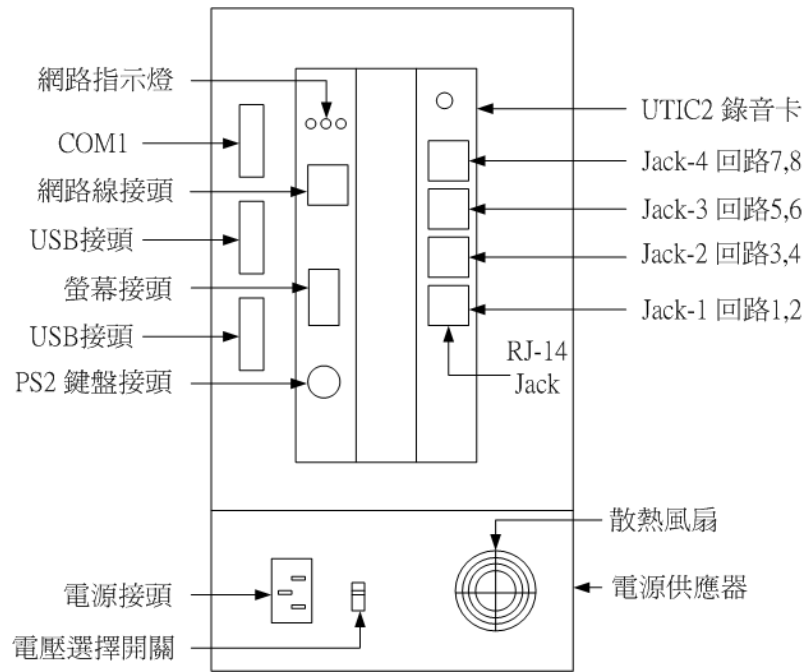 網路指示燈
COM1
網路線接頭
USB接頭
螢幕接頭
USB接頭
PS2 鍵盤接頭
UTIC2 錄音卡
Jack-4 回路7,8
Jack-3 回路5,6
Jack-2 回路3,4
Jack-1 回路1,2
RJ-14
Jack
散熱風扇
電源供應器
電源接頭
電壓選擇開關